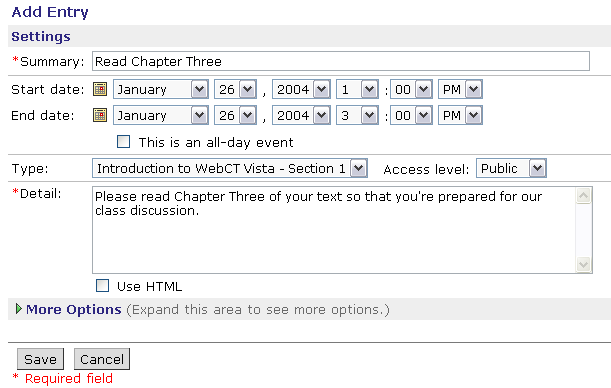 Add Entry
Settings
*Summary: Read Chapter Three
Start date: January 26 , 2004 1 : 00 PM
End date: January 26 , 2004 3 : 00 PM
This is an all-day event
Type: Introduction to WebCT Vista - Section 1 Access level: Public
*Detail: Please read Chapter Three of your text so that you're prepared for our
class discussion.
Use HTML
More Options (Expand this area to see more options.)
Save Cancel
* Required field